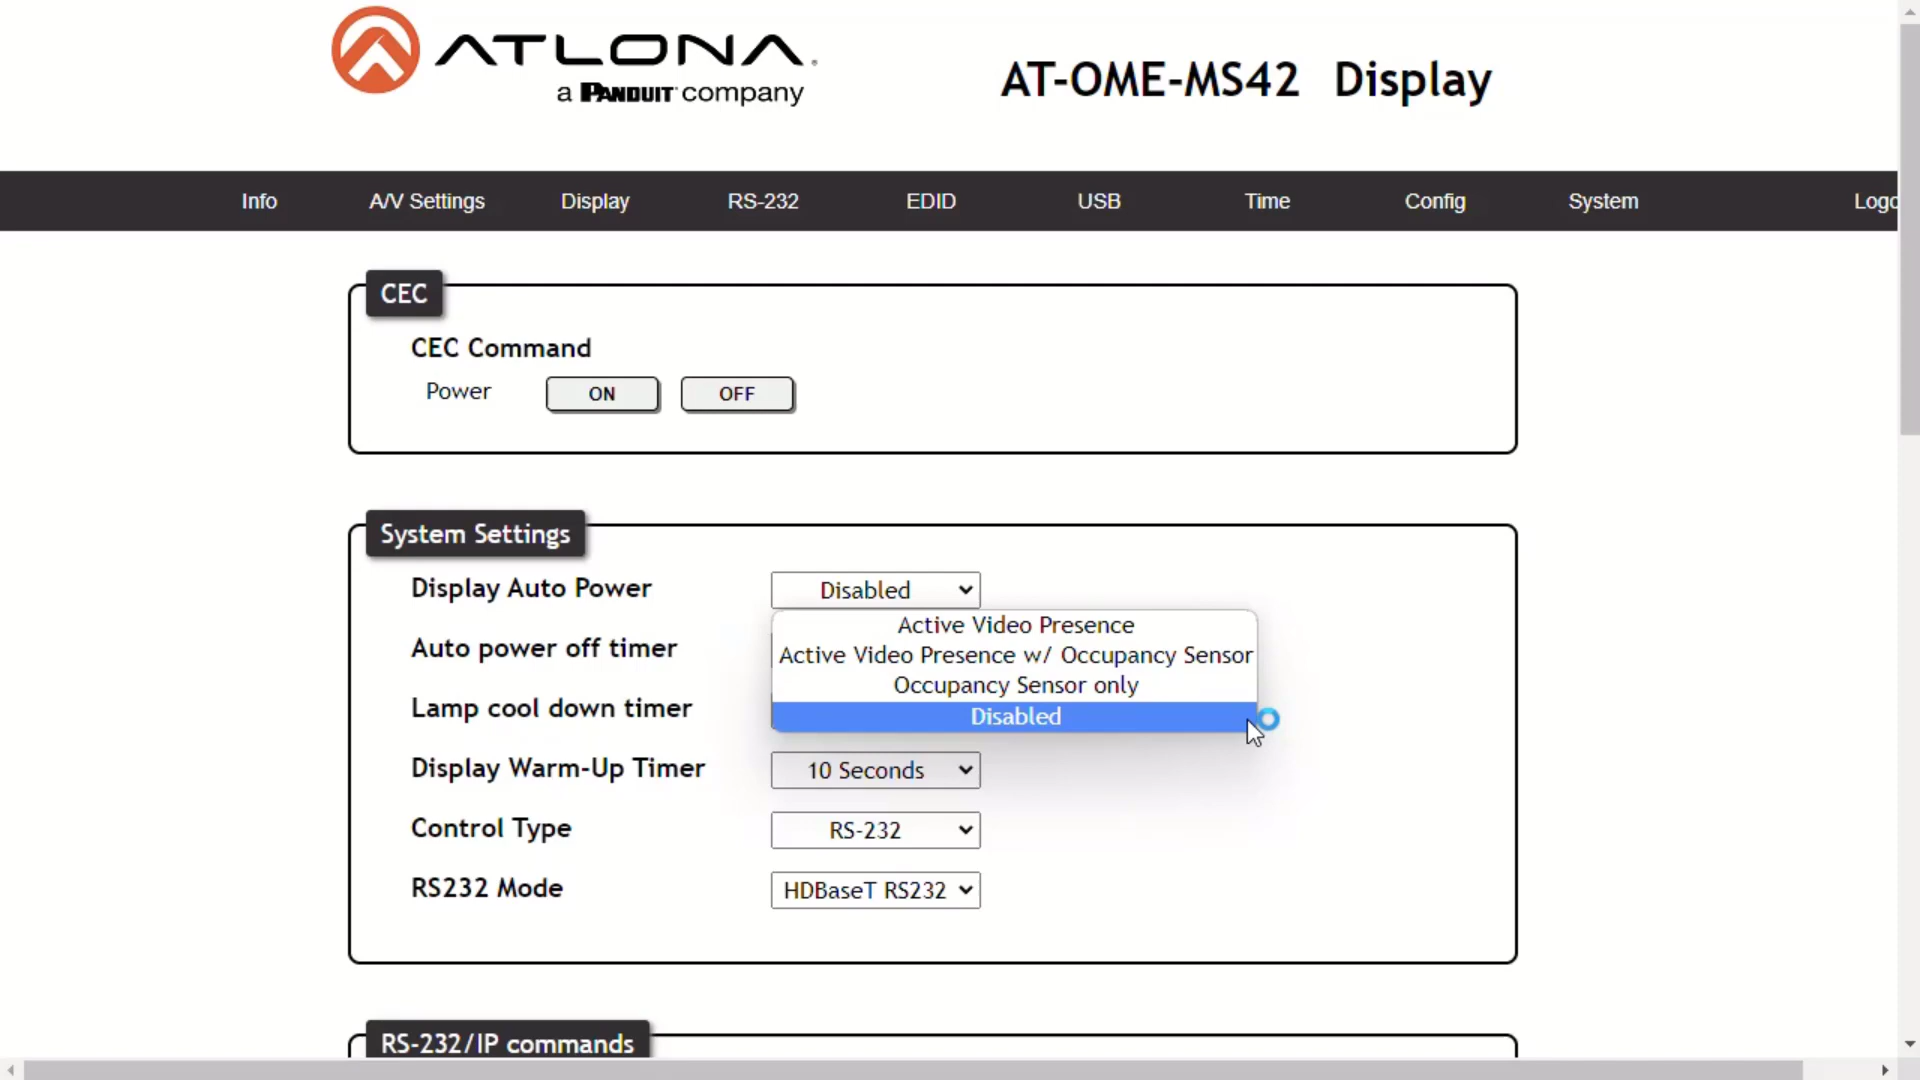 ATLONA
a PANDUIT company
AT-OME-MS42 Display
Info A/V Settings Display RS-232 EDID USB Time Config System Logo
CEC
CEC Command
Power ON OFF
System Settings
Display Auto Power Disabled
Active Video Presence
Auto power off timer
Active Video Presence w/ Occupancy Sensor
Occupancy Sensor only
Lamp cool down timer
Disabled
Display Warm-Up Timer 10 Seconds
Control Type RS-232
RS232 Mode HDBaseT RS232
RS-232/IP commands